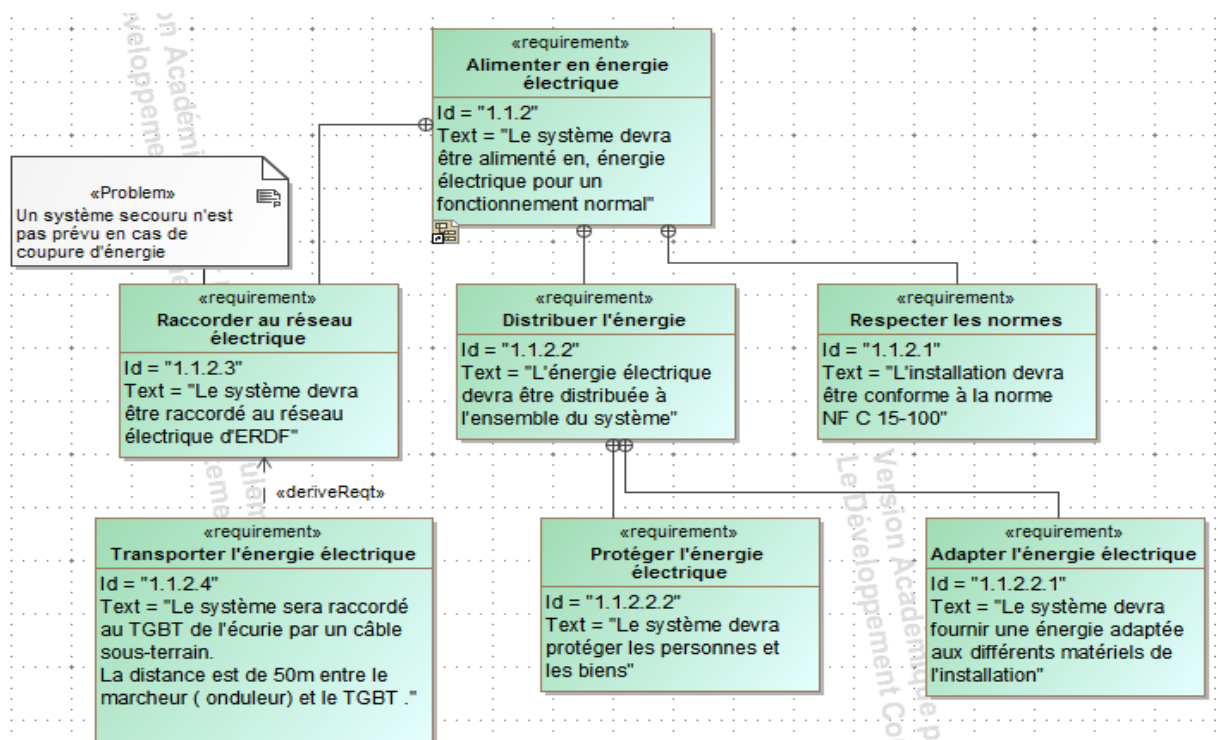 «requirement»
Alimenter en énergie
électrique
Id = "1.1.2"
Text = "Le système devra
être alimenté en, énergie
électrique pour un
fonctionnement normal"
«Problem»
Un système secouru n'est
pas prévu en cas de
coupure d'énergie
«requirement»
Raccorder au réseau
électrique
Id = "1.1.2.3"
Text = "Le système devra
être raccordé au réseau
électrique d'ERDF"
«requirement»
Distribuer l'énergie
Id = "1.1.2.2"
Text = "L'énergie électrique
devra être distribuée à
l'ensemble du système"
«requirement»
Respecter les normes
Id = "1.1.2.1"
Text = "L'installation devra
être conforme à la norme
NF C 15-100"
«deriveReqt»
«requirement»
Transporter l'énergie électrique
Id = "1.1.2.4"
Text = "Le système sera raccordé
au TGBT de l'écurie par un câble
sous-terrain.
La distance est de 50m entre le
marcheur ( onduleur) et le TGBT ."
«requirement»
Protéger l'énergie
électrique
Id = "1.1.2.2.2"
Text = "Le système devra
protéger les personnes et
les biens"
«requirement»
Adapter l'énergie électrique
Id = "1.1.2.2.1"
Text = "Le système devra
fournir une énergie adaptée
aux différents matériels de
l'installation"
Version Académique p
Le Développement Co